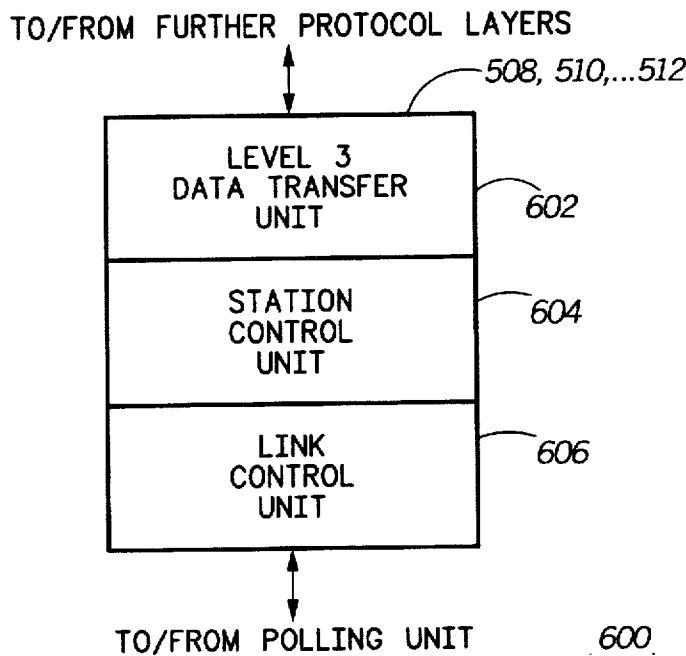 TO/FROM FURTHER PROTOCOL LAYERS
508, 510,...512
LEVEL 3
DATA TRANSFER
UNIT
602
STATION
CONTROL
UNIT
604
LINK
CONTROL
UNIT
606
TO/FROM POLLING UNIT
600